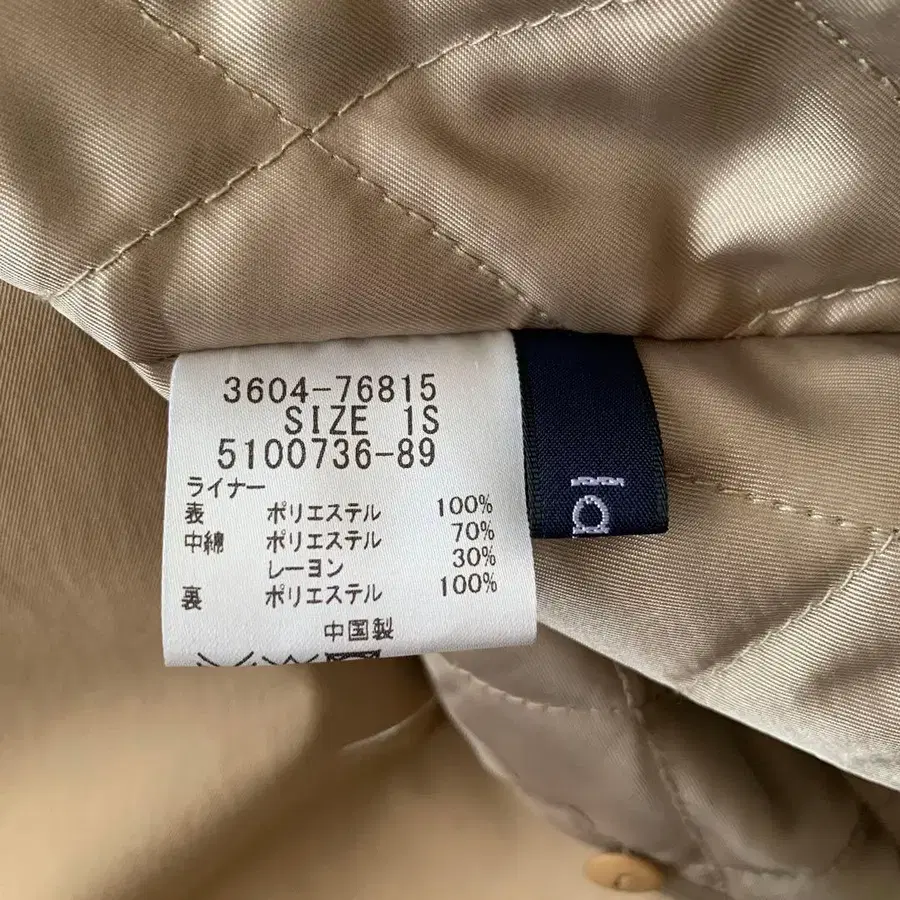 3604-76815
SIZE 1S
5100736-89
ライナー
表 ポリエステル 100%
中綿 ポリエステル 70%
レーヨン 30%
裏 ポリエステル 100%
中国製